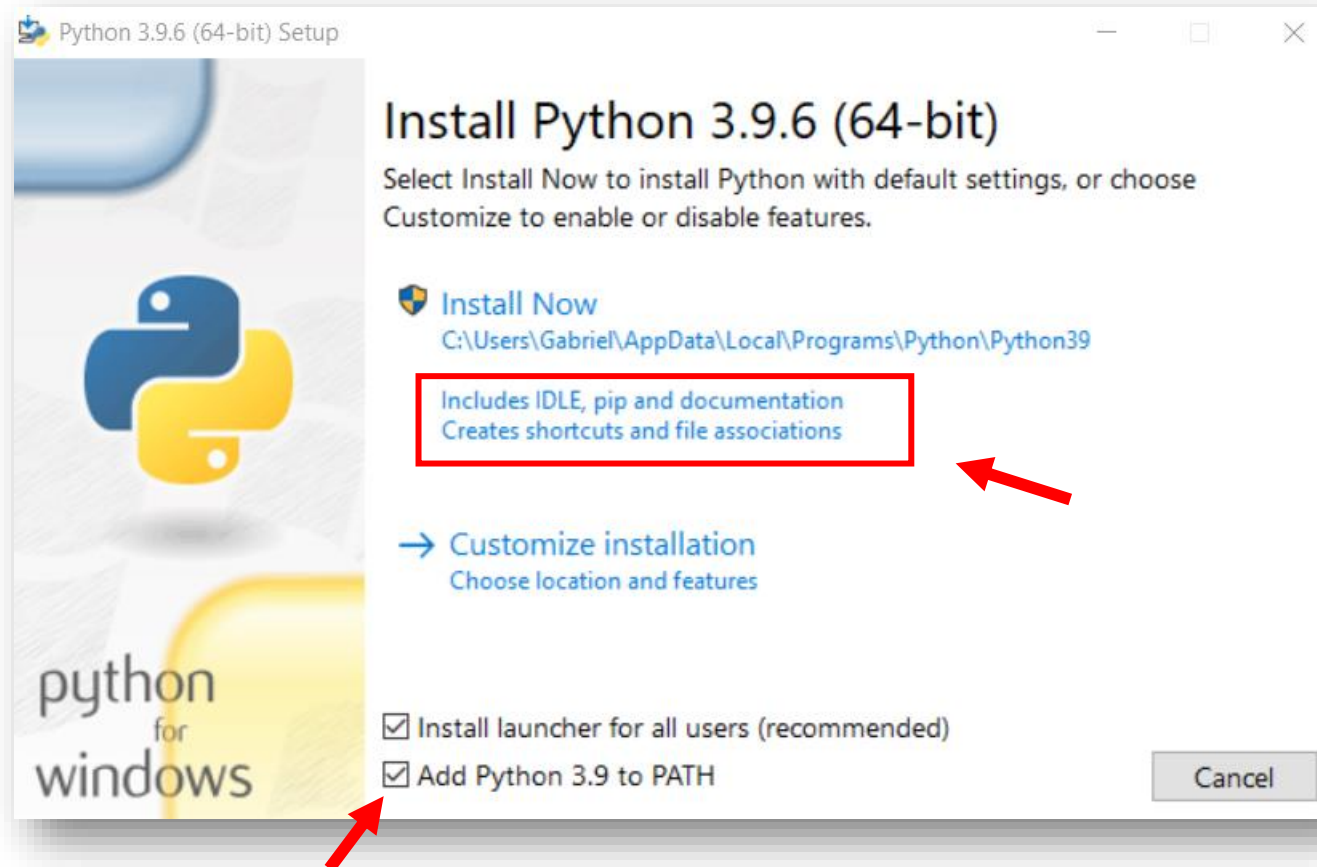 Python 3.9.6 (64-bit) Setup
Install Python 3.9.6 (64-bit)
Select Install Now to install Python with default settings, or choose
Customize to enable or disable features.
Install Now
C:\Users\Gabriel\AppData\Local\Programs\Python\Python39
Includes IDLE, pip and documentation
Creates shortcuts and file associations
Customize installation
Choose location and features
python
for
windows
Install launcher for all users (recommended)
Add Python 3.9 to PATH
Cancel